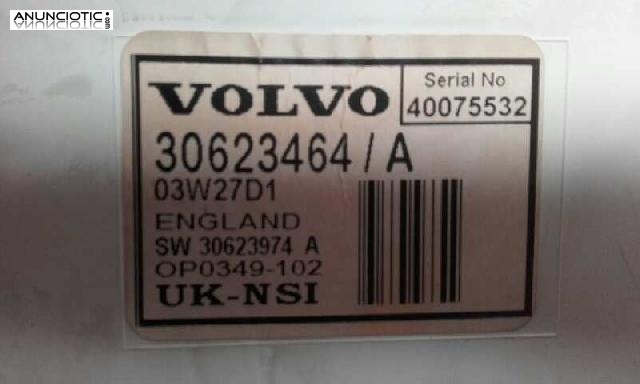 ANUNCIOTIC.com
VOLVO
Serial No
40075532
30623464 / A
03W27D1
ENGLAND
SW 30623974 A
OP0349-102
UK-NSI